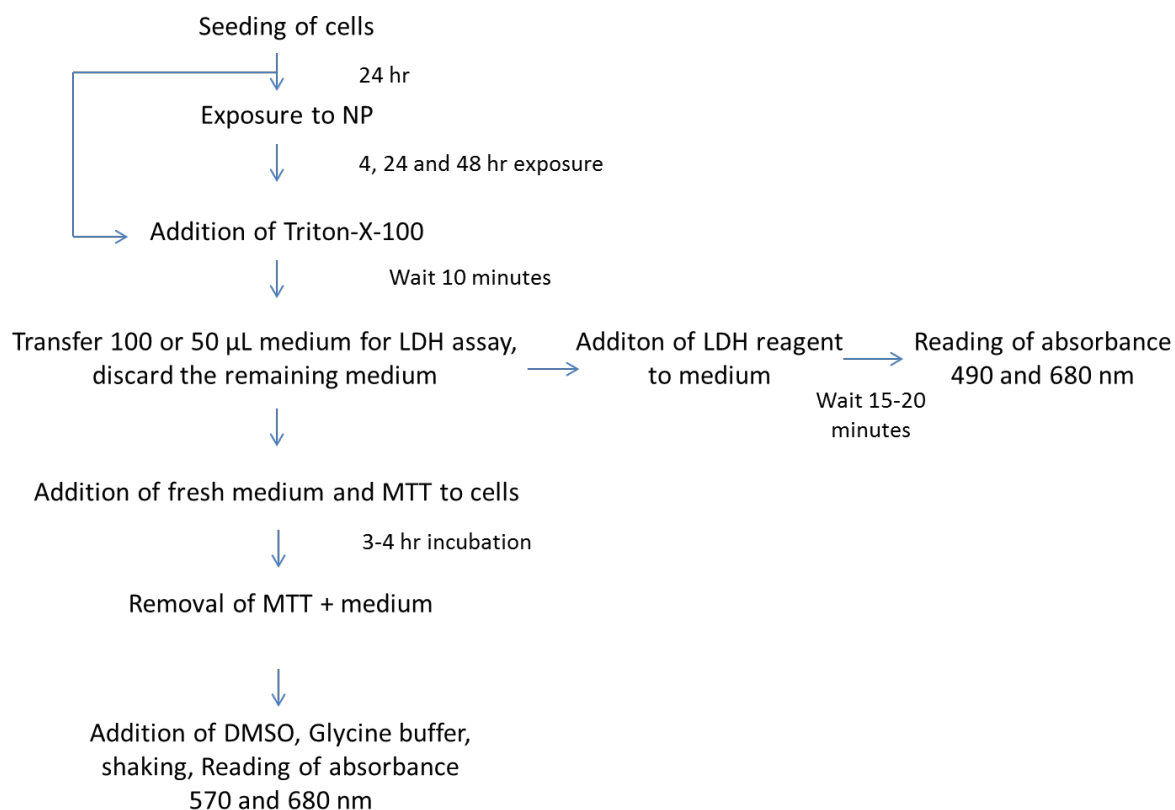 Seeding of cells
24 hr
Exposure to NP
4, 24 and 48 hr exposure
Addition of Triton-X-100
Wait 10 minutes
Transfer 100 or 50 µL medium for LDH assay,
discard the remaining medium
Additon of LDH reagent
to medium
Wait 15-20
minutes
Reading of absorbance
490 and 680 nm
Addition of fresh medium and MTT to cells
3-4 hr incubation
Removal of MTT + medium
Addition of DMSO, Glycine buffer,
shaking, Reading of absorbance
570 and 680 nm